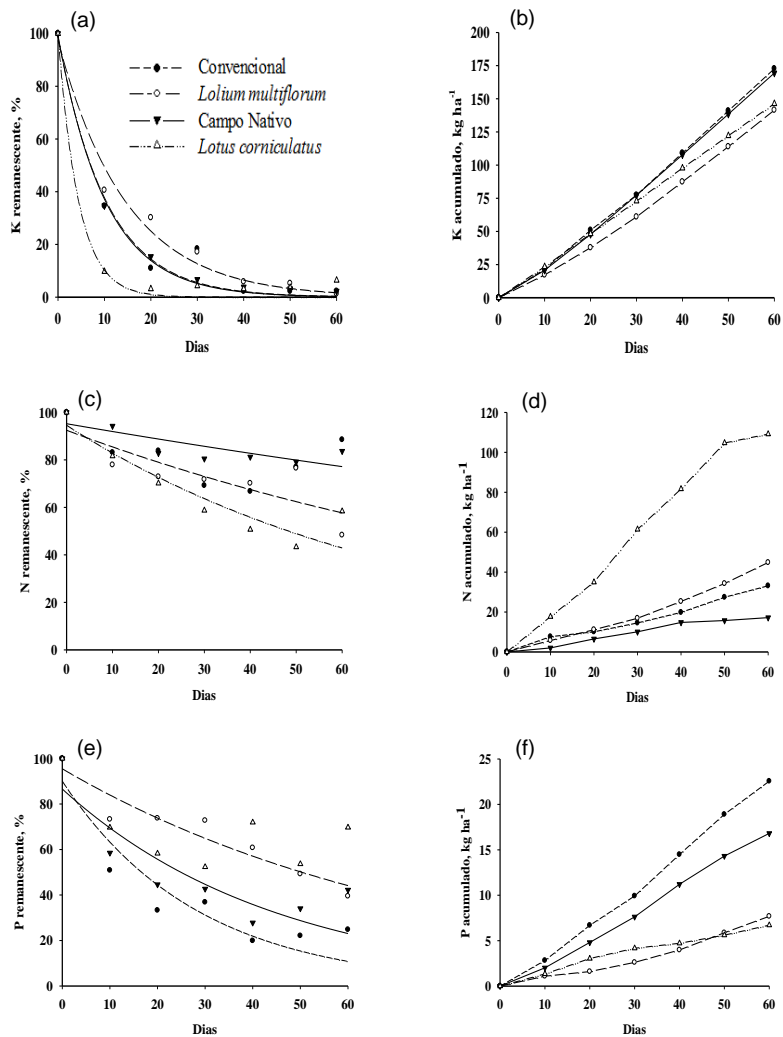 (a)
100
80
60
40
20
0
K remanescente, %
0 10 20 30 40 50 60
Dias
Convencional
Lolium multiflorum
Campo Nativo
Lotus corniculatus
(b)
200
175
150
125
100
75
50
25
0
K acumulado, kg ha-1
0 10 20 30 40 50 60
Dias
(c)
100
80
60
40
20
0
N remanescente, %
0 10 20 30 40 50 60
Dias
(d)
120
100
80
60
40
20
0
N acumulado, kg ha-1
0 10 20 30 40 50 60
Dias
(e)
100
80
60
40
20
0
P remanescente, %
0 10 20 30 40 50 60
Dias
(f)
25
20
15
10
5
0
P acumulado, kg ha-1
0 10 20 30 40 50 60
Dias